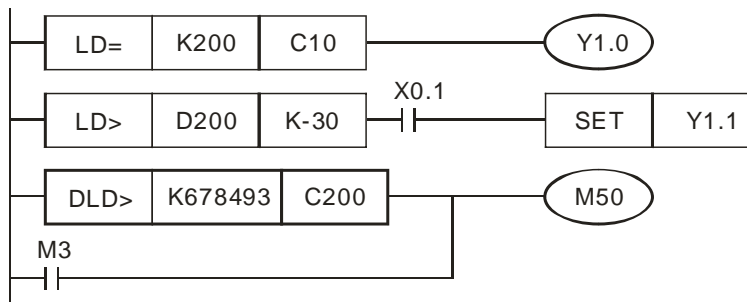 LD= K200 C10 Y1.0
X0.1
LD> D200 K-30 SET Y1.1
DLD> K678493 C200 M50
M3